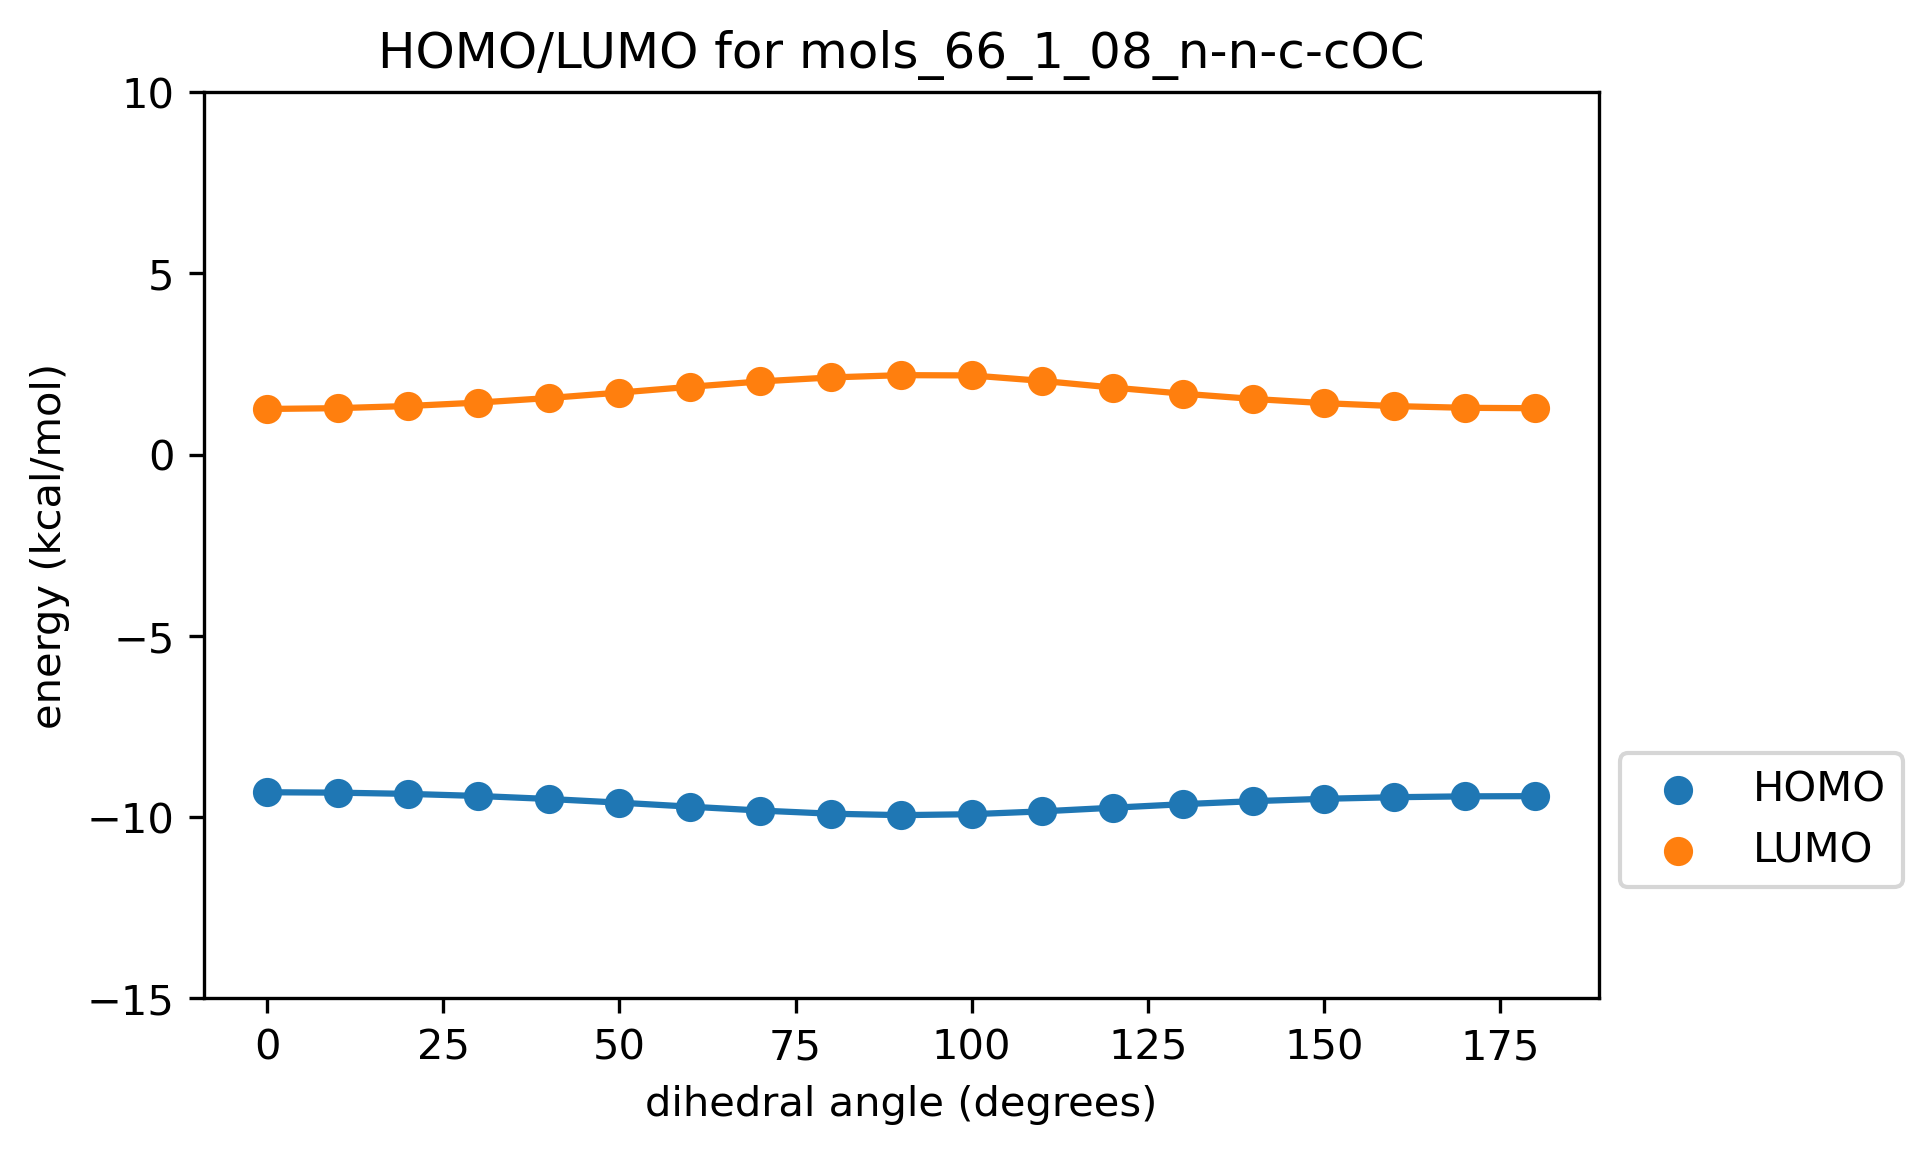 HOMO/LUMO for mols_66_1_08_n-n-c-cOC
10
5
0
−5
−10
−15
energy (kcal/mol)
0 25 50 75 100 125 150 175
dihedral angle (degrees)
HOMO
LUMO